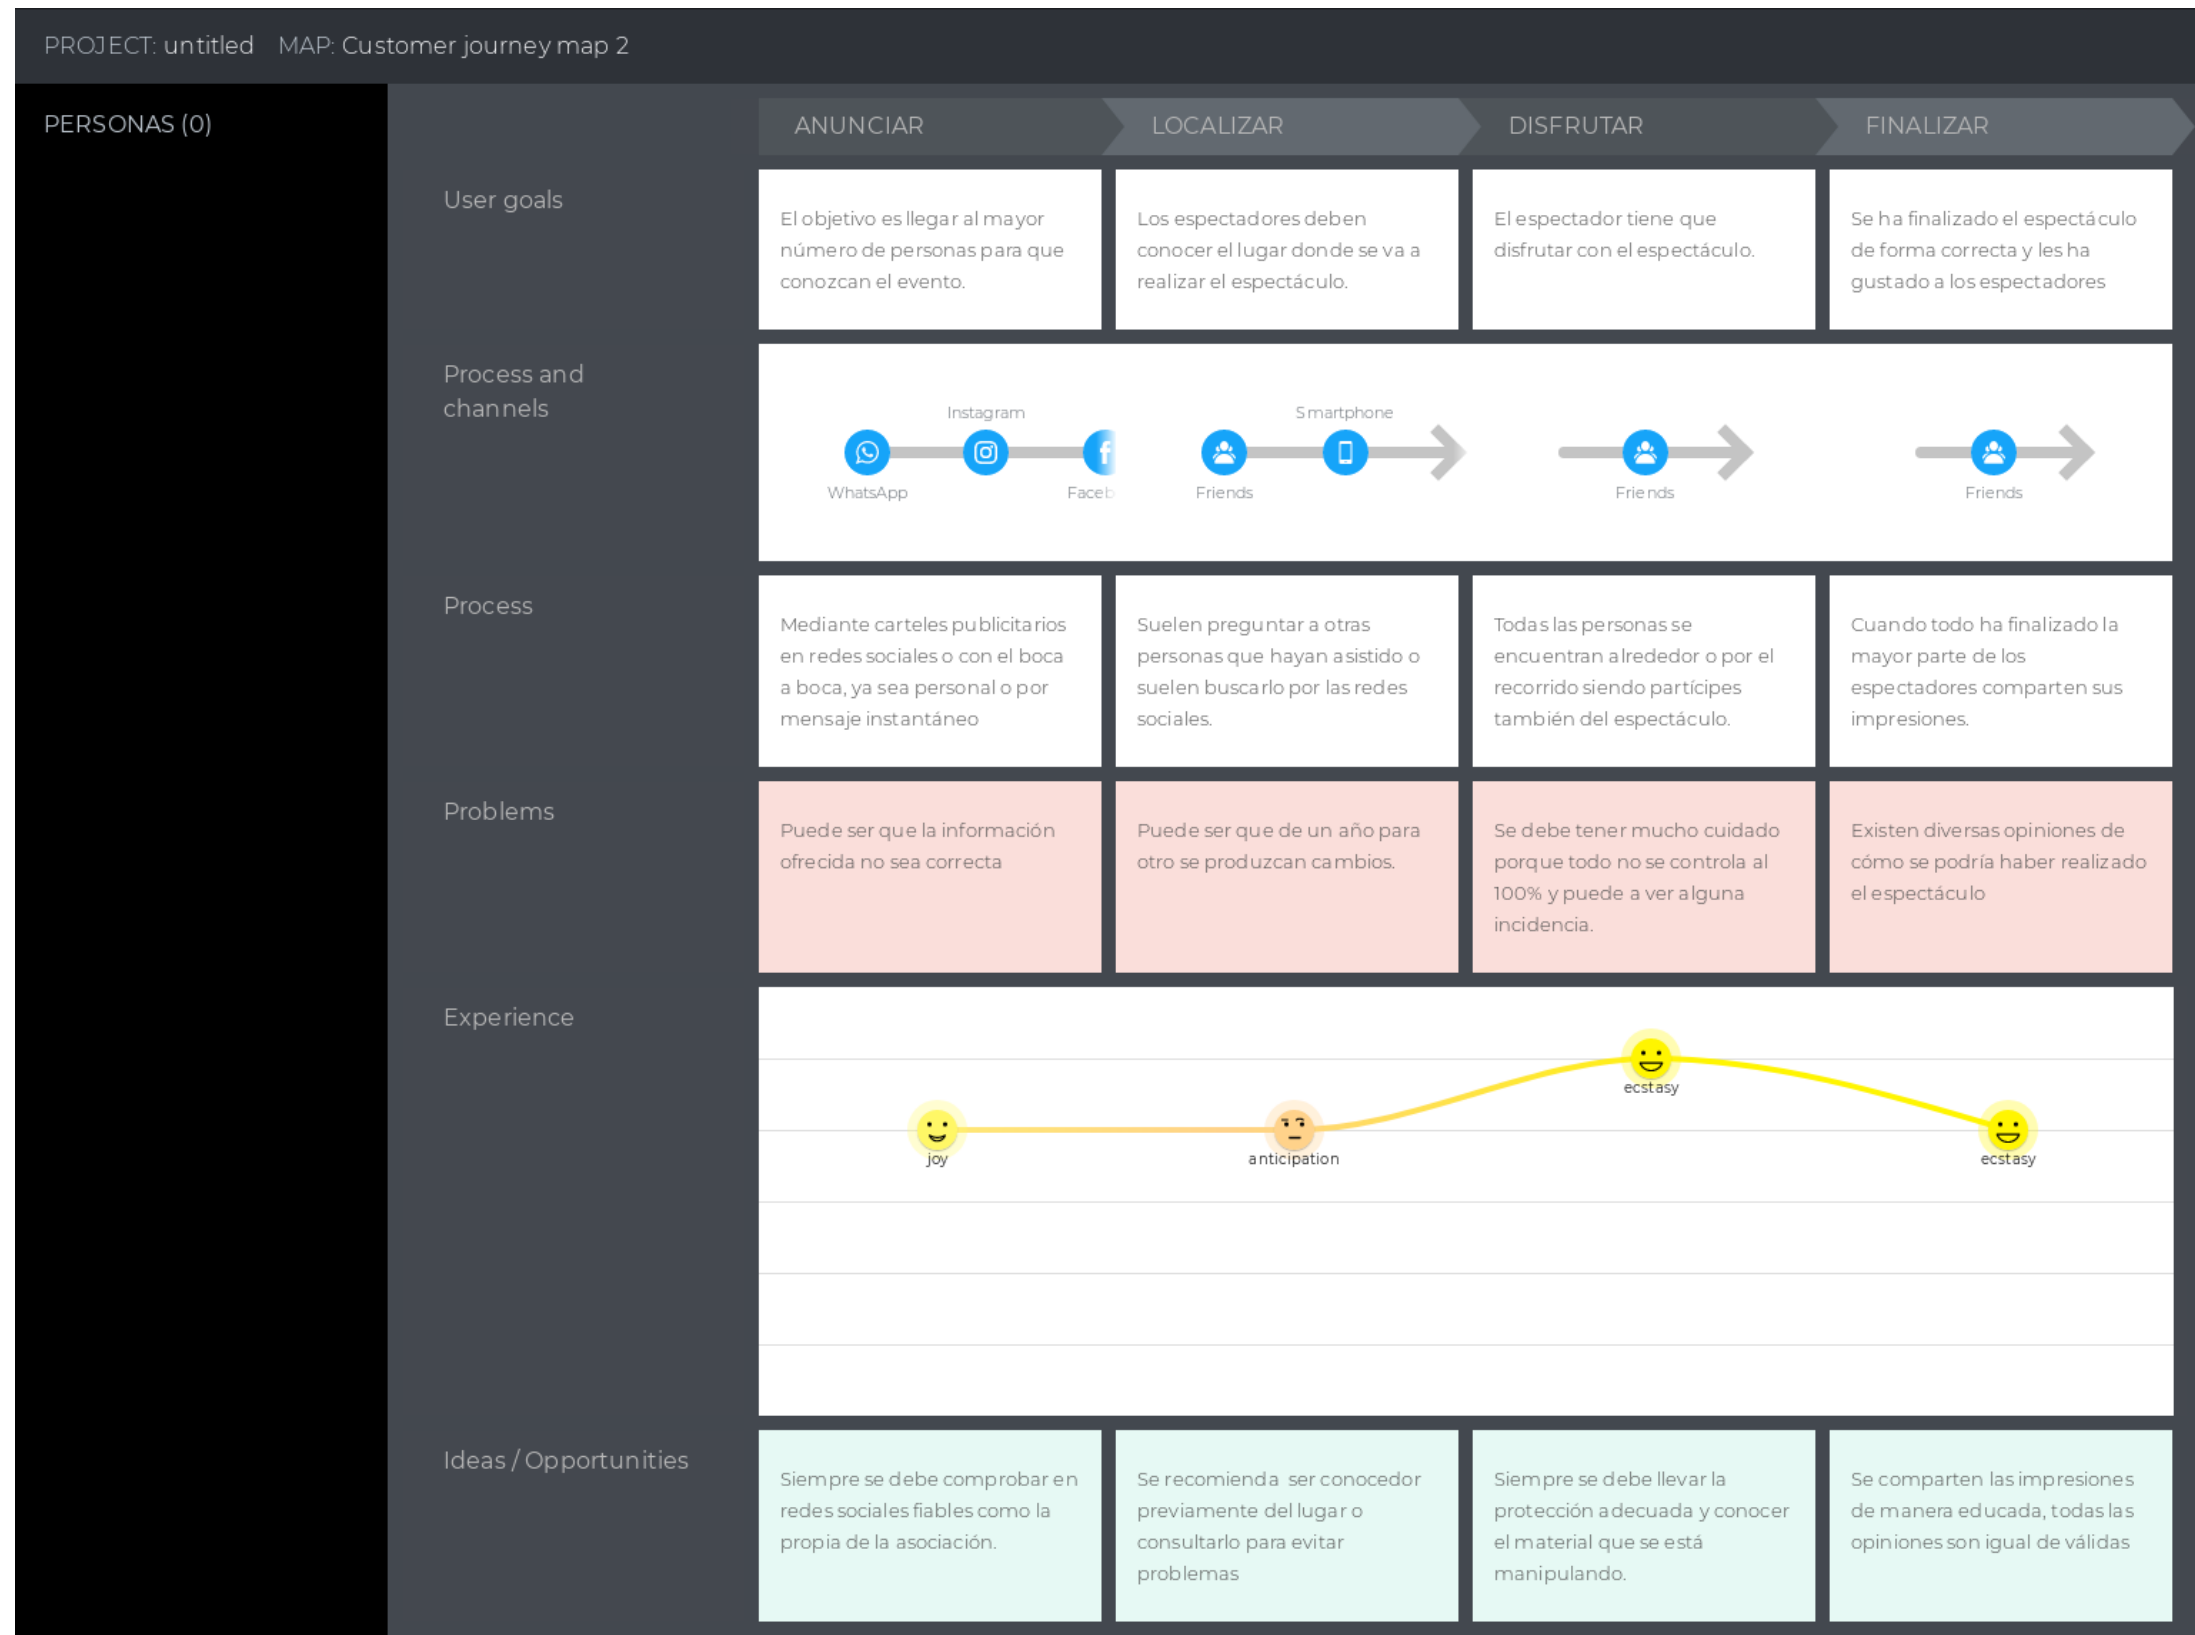 PROJECT: untitled MAP: Customer journey map 2
PERSONAS (0)
ANUNCIAR
LOCALIZAR
DISFRUTAR
FINALIZAR
User goals
El objetivo es llegar al mayor
número de personas para que
conozcan el evento.
Los espectadores deben
conocer el lugar donde se va a
realizar el espectáculo.
El espectador tiene que
disfrutar con el espectáculo.
Se ha finalizado el espectáculo
de forma correcta y les ha
gustado a los espectadores
Process and
channels
WhatsApp
Instagram
Faceb
Friends
Smartphone
Friends
Friends
Process
Mediante carteles publicitarios
en redes sociales o con el boca
a boca, ya sea personal o por
mensaje instantáneo
Suelen preguntar a otras
personas que hayan asistido o
suelen buscarlo por las redes
sociales.
Todas las personas se
encuentran alrededor o por el
recorrido siendo partícipes
también del espectáculo.
Cuando todo ha finalizado la
mayor parte de los
espectadores comparten sus
impresiones.
Problems
Puede ser que la información
ofrecida no sea correcta
Puede ser que de un año para
otro se produzcan cambios.
Se debe tener mucho cuidado
porque todo no se controla al
100% y puede a ver alguna
incidencia.
Existen diversas opiniones de
cómo se podría haber realizado
el espectáculo
Experience
joy
anticipation
ecstasy
ecstasy
Ideas / Opportunities
Siempre se debe comprobar en
redes sociales fiables como la
propia de la asociación.
Se recomienda ser conocedor
previamente del lugar o
consultarlo para evitar
problemas
Siempre se debe llevar la
protección adecuada y conocer
el material que se está
manipulando.
Se comparten las impresiones
de manera educada, todas las
opiniones son igual de válidas